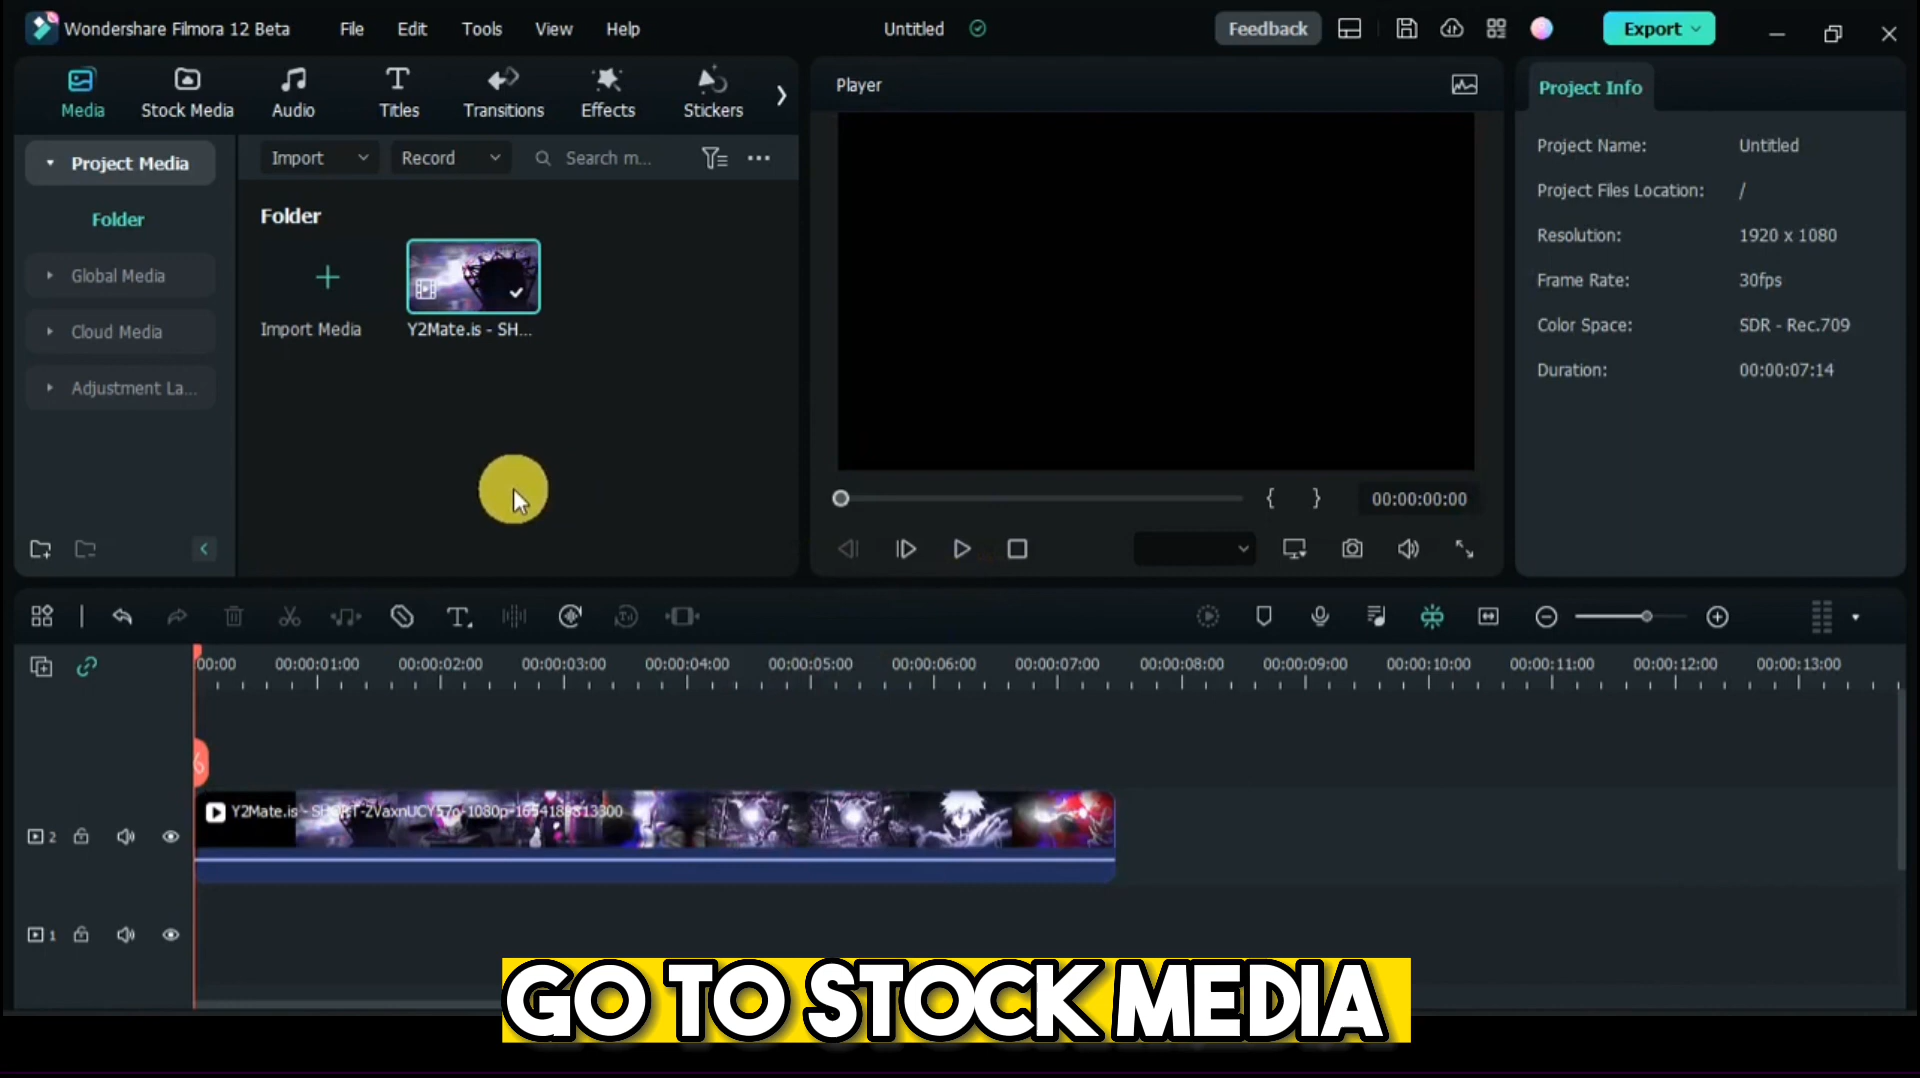 Wondershare Filmora 12 Beta File Edit Tools View Help Untitled Feedback Export
Media Stock Media Audio Titles Transitions Effects Stickers
Player
Project Info
Project Media
Import Record Search m...
Folder
Folder
Global Media
Cloud Media
Adjustment La...
Import Media
Y2Mate.is - SH...
Project Name: Untitled
Project Files Location: /
Resolution: 1920 x 1080
Frame Rate: 30fps
Color Space: SDR - Rec.709
Duration: 00:00:07:14
{ } 00:00:00:00
00:00 00:00:01:00 00:00:02:00 00:00:03:00 00:00:04:00 00:00:05:00 00:00:06:00 00:00:07:00 00:00:08:00 00:00:09:00 00:00:10:00 00:00:11:00 00:00:12:00 00:00:13:00
Y2Mate.is - SHORT-ZVaxnUCY57o-1080p-1654189813300
2
1
GO TO STOCK MEDIA